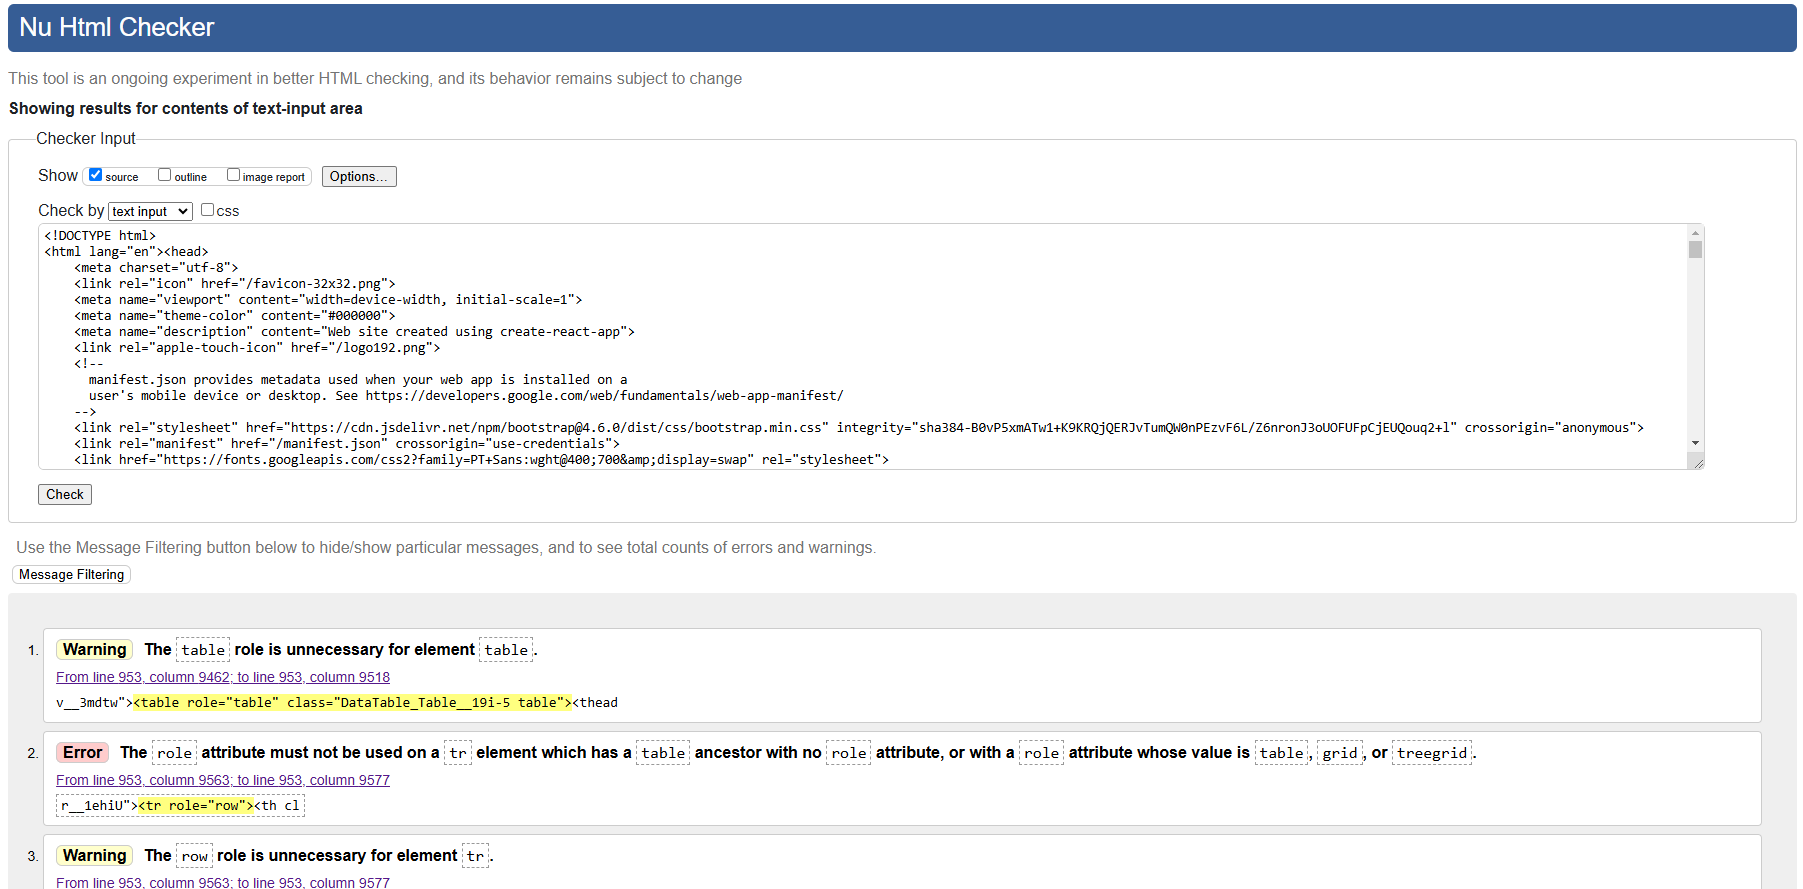 Nu Html Checker
This tool is an ongoing experiment in better HTML checking, and its behavior remains subject to change
Showing results for contents of text-input area
Checker Input
Show source outline image report Options...
Check by text input css
<!DOCTYPE html>
<html lang="en"><head>
<meta charset="utf-8">
<link rel="icon" href="/favicon-32x32.png">
<meta name="viewport" content="width=device-width, initial-scale=1">
<meta name="theme-color" content="#000000">
<meta name="description" content="Web site created using create-react-app">
<link rel="apple-touch-icon" href="/logo192.png">
<!--
manifest.json provides metadata used when your web app is installed on a
user's mobile device or desktop. See https://developers.google.com/web/fundamentals/web-app-manifest/
-->
<link rel="stylesheet" href="https://cdn.jsdelivr.net/npm/bootstrap@4.6.0/dist/css/bootstrap.min.css" integrity="sha384-B0vP5xmATw1+K9KRQjQERJvTumQW0nPEzvF6L/Z6nronJ3oUOFUFpCjEUQouq2+l" crossorigin="anonymous">
<link rel="manifest" href="/manifest.json" crossorigin="use-credentials">
<link href="https://fonts.googleapis.com/css2?family=PT+Sans:wght@400;700&amp;display=swap" rel="stylesheet">
Check
Use the Message Filtering button below to hide/show particular messages, and to see total counts of errors and warnings.
Message Filtering
1. Warning The table role is unnecessary for element table.
From line 953, column 9462; to line 953, column 9518
v__3mdtw"><table role="table" class="DataTable_Table__19i-5 table"><thead
2. Error The role attribute must not be used on a tr element which has a table ancestor with no role attribute, or with a role attribute whose value is table, grid, or treegrid.
From line 953, column 9563; to line 953, column 9577
r__1ehiU"><tr role="row"><th cl
3. Warning The row role is unnecessary for element tr.
From line 953, column 9563; to line 953, column 9577